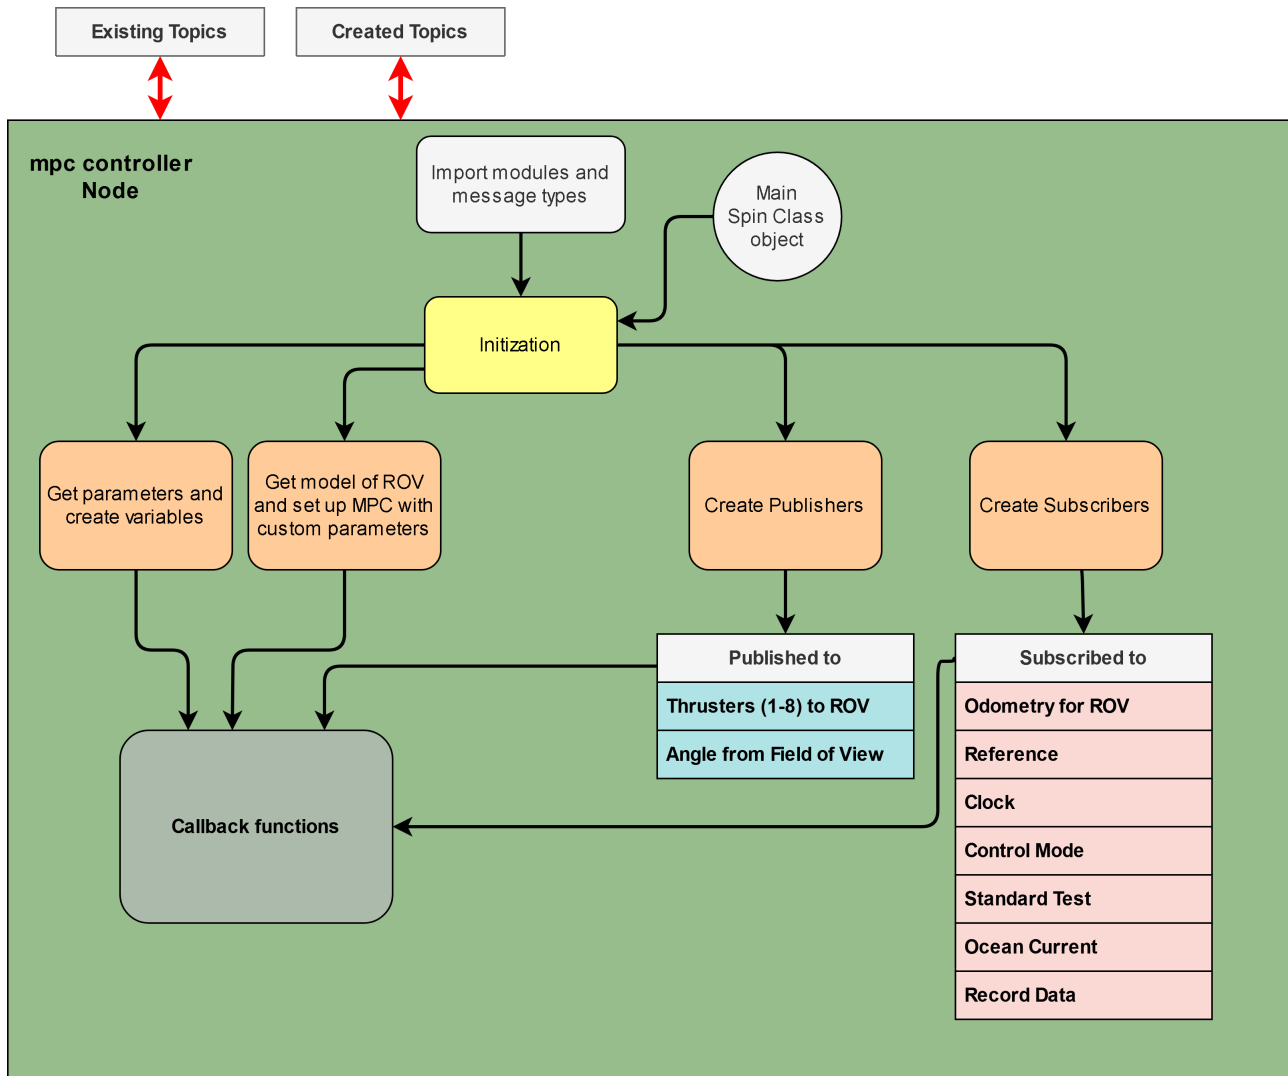 Existing Topics
Created Topics
mpc controller
Node
Import modules and
message types
Main
Spin Class
object
Initization
Get parameters and
create variables
Get model of ROV
and set up MPC with
custom parameters
Create Publishers
Create Subscribers
Published to
Thrusters (1-8) to ROV
Angle from Field of View
Subscribed to
Odometry for ROV
Reference
Clock
Control Mode
Standard Test
Ocean Current
Record Data
Callback functions